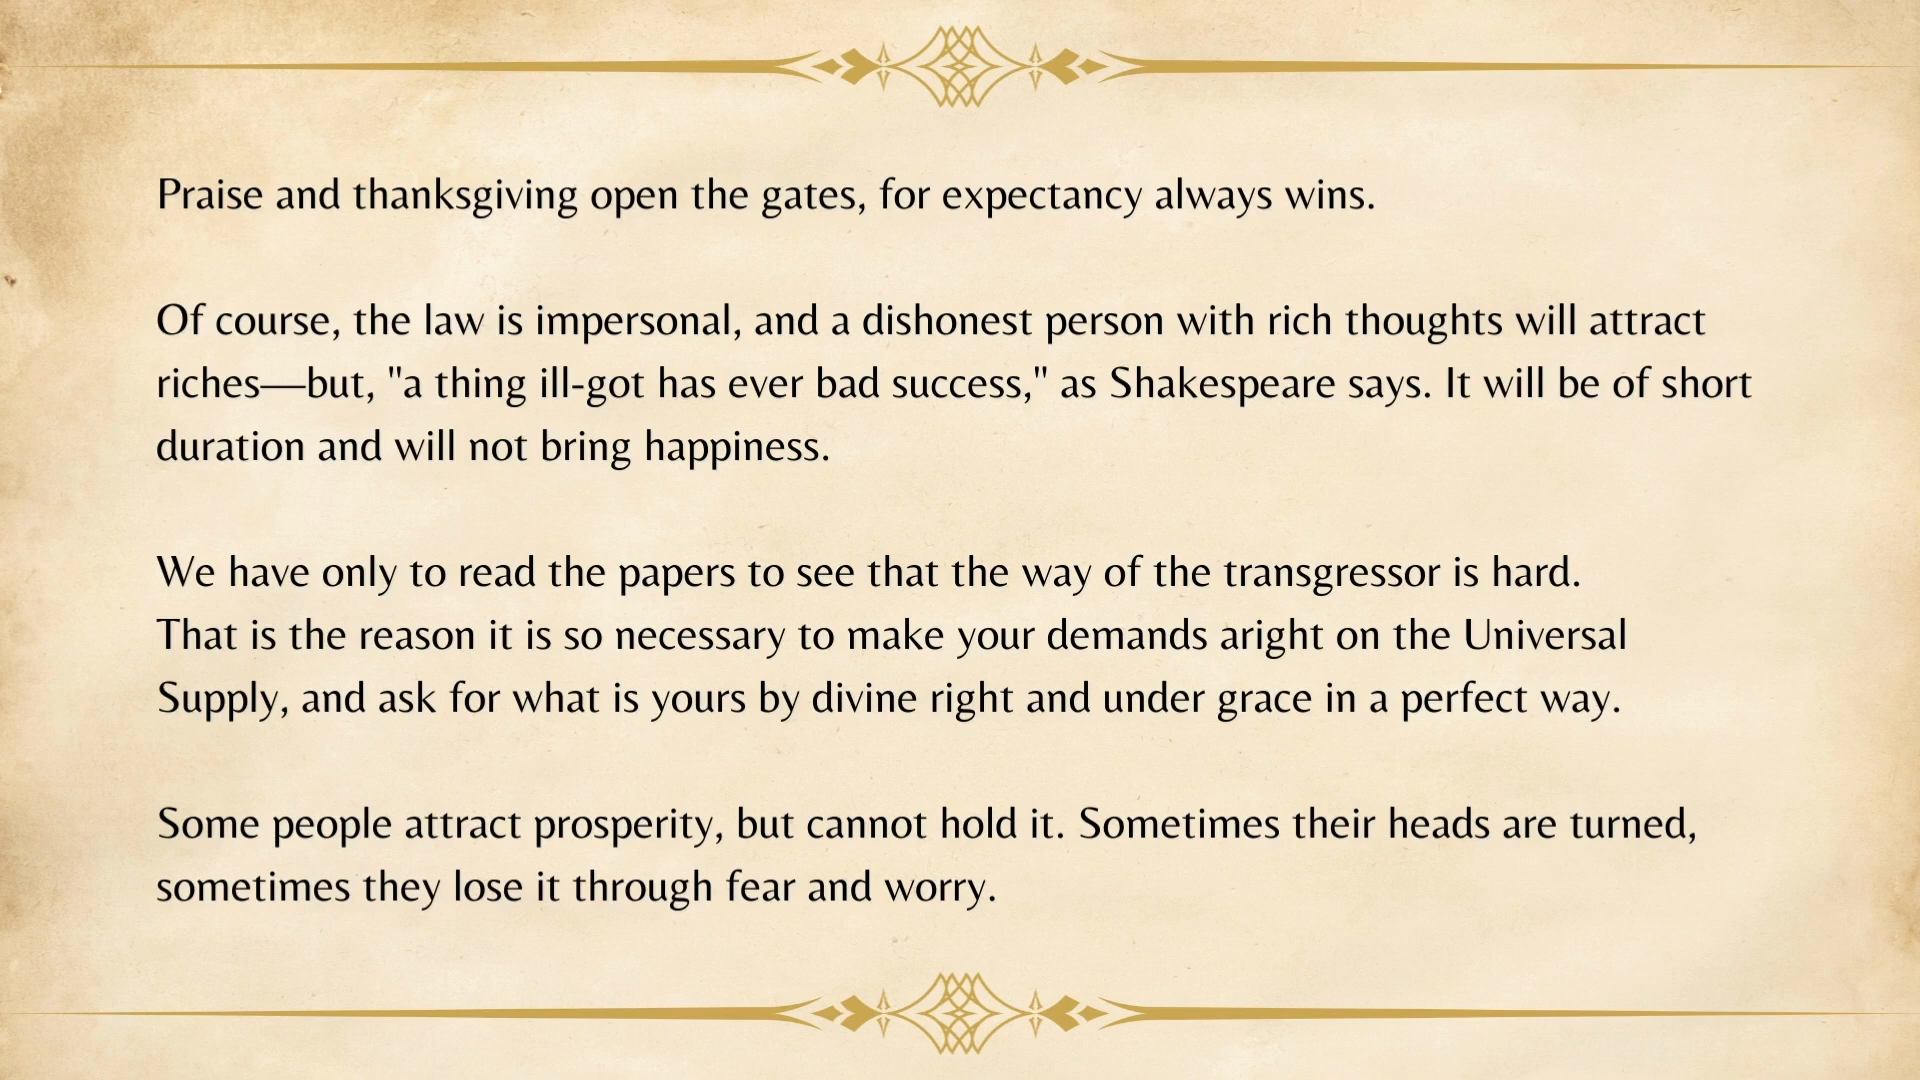 Praise and thanksgiving open the gates, for expectancy always wins.
Of course, the law is impersonal, and a dishonest person with rich thoughts will attract
riches—but, "a thing ill-got has ever bad success," as Shakespeare says. It will be of short
duration and will not bring happiness.
We have only to read the papers to see that the way of the transgressor is hard.
That is the reason it is so necessary to make your demands aright on the Universal
Supply, and ask for what is yours by divine right and under grace in a perfect way.
Some people attract prosperity, but cannot hold it. Sometimes their heads are turned,
sometimes they lose it through fear and worry.